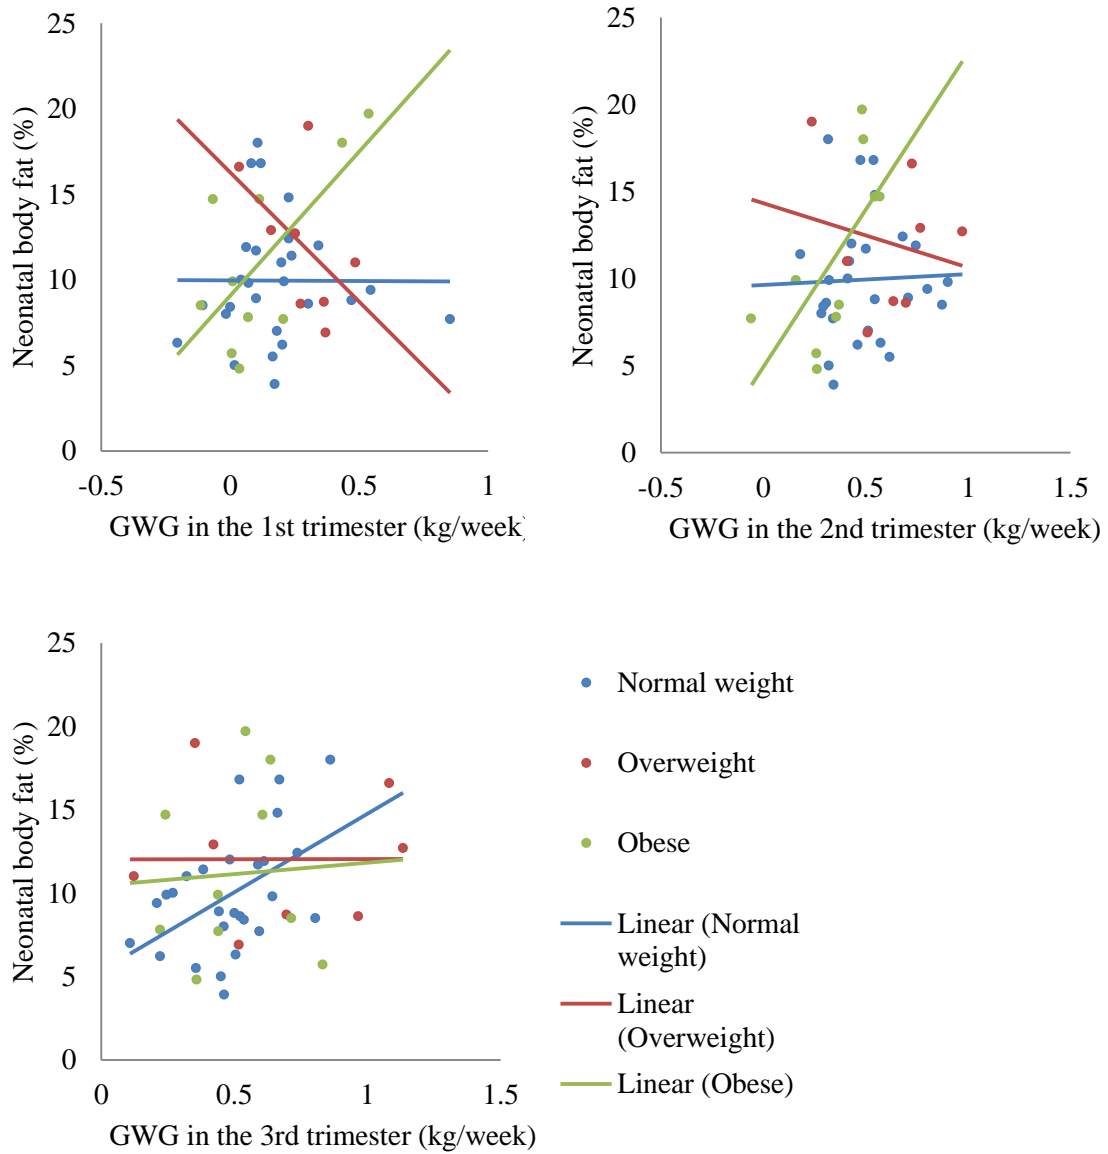 25
20
15
10
5
0
-0.5
0
0.5
1
Neonatal body fat (%)
GWG in the 1st trimester (kg/week)
25
20
15
10
5
0
-0.5
0
0.5
1
1.5
Neonatal body fat (%)
GWG in the 2nd trimester (kg/week)
25
20
15
10
5
0
0
0.5
1
1.5
Neonatal body fat (%)
GWG in the 3rd trimester (kg/week)
Normal weight
Overweight
Obese
Linear (Normal
weight)
Linear
(Overweight)
Linear (Obese)